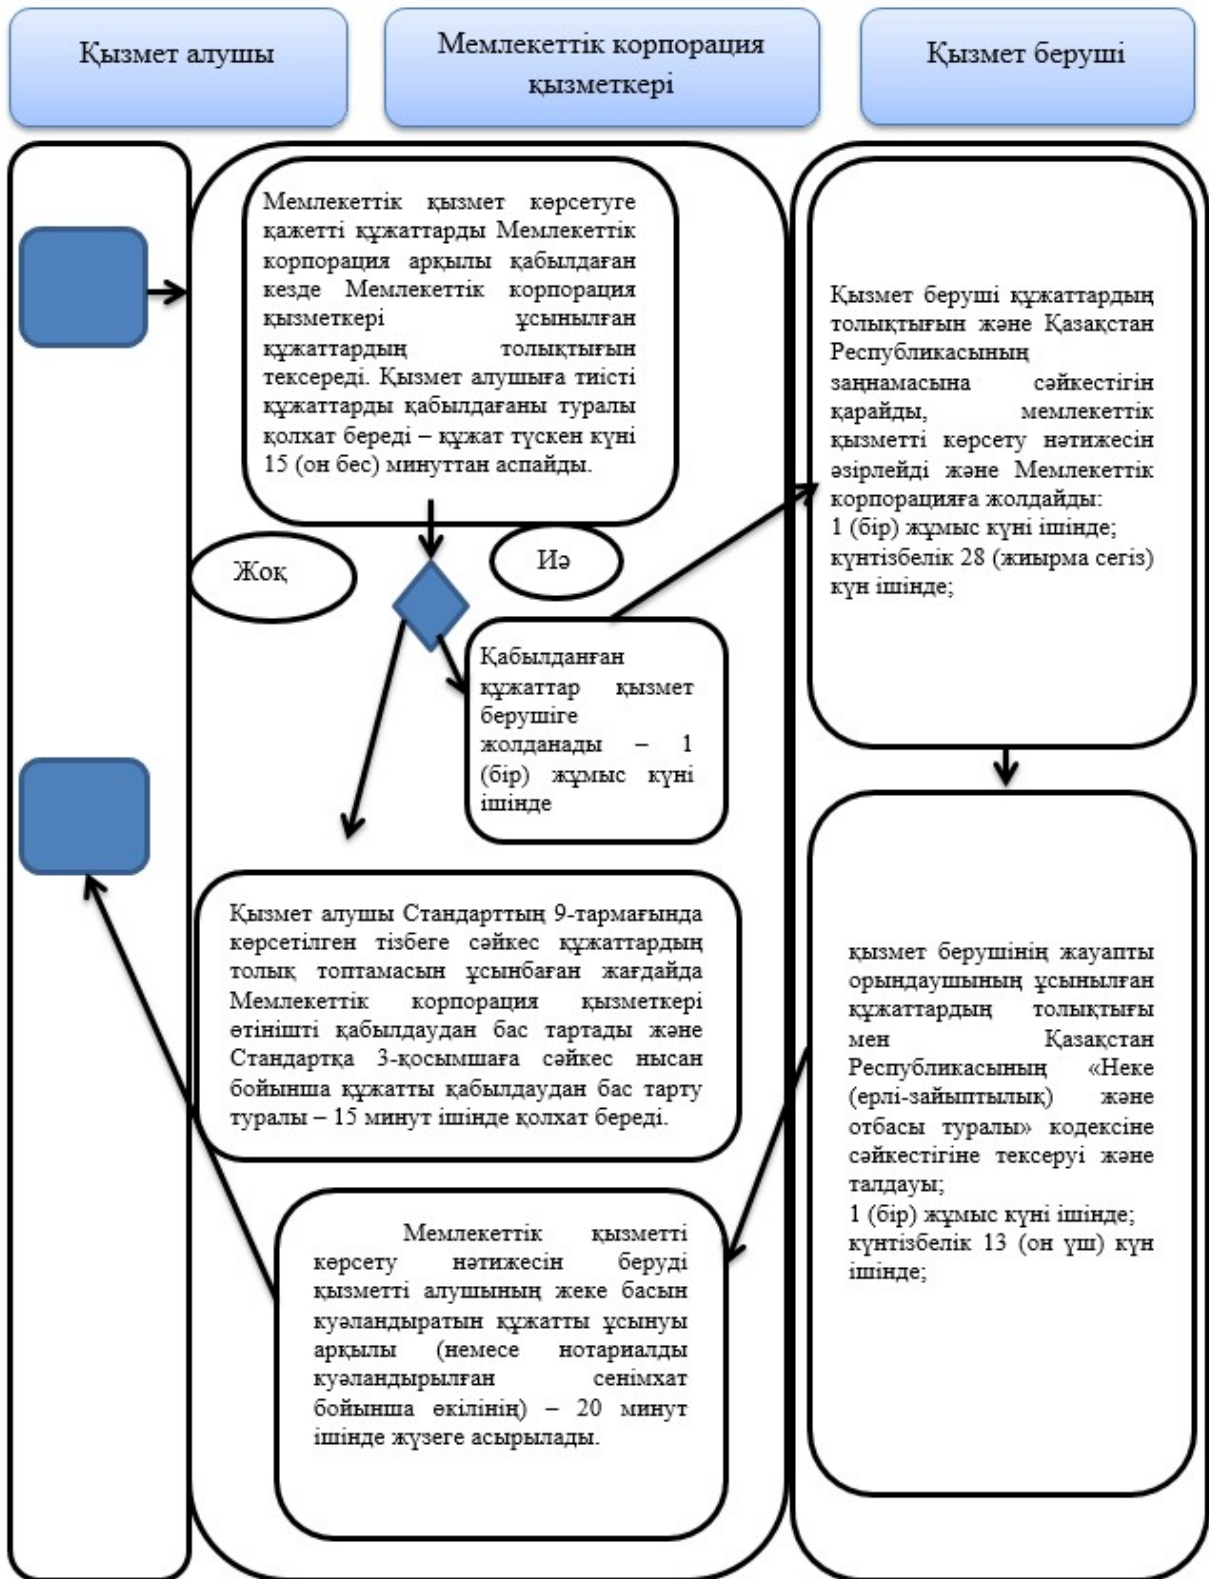 Қызмет алушы
Мемлекеттік корпорация
қызметкері
Қызмет беруші
Мемлекеттік қызмет көрсетуге
қажетті құжаттарды Мемлекеттік
корпорация арқылы қабылдаған
кезде Мемлекеттік корпорация
қызметкері ұсынылған
құжаттардың толықтығын
тексереді. Қызмет алушыға тиісті
құжаттарды қабылдағаны туралы
қолхат береді – құжат түскен күні
15 (он бес) минуттан аспайды.
Жоқ
Иә
Қабылданған
құжаттар қызмет
берушіге
жолданады – 1
(бір) жұмыс күні
ішінде
Қызмет алушы Стандарттың 9-тармағында
көрсетілген тізбеге сәйкес құжаттардың
толық топтамасын ұсынбаған жағдайда
Мемлекеттік корпорация қызметкері
өтінішті қабылдаудан бас тартады және
Стандартқа 3-қосымшаға сәйкес нысан
бойынша құжатты қабылдаудан бас тарту
туралы – 15 минут ішінде қолхат береді.
Мемлекеттік қызметті
көрсету нәтижесін беруді
қызметті алушының жеке басын
куәландыратын құжатты ұсынуы
арқылы (немесе нотариалды
куәландырылған сенімхат
бойынша өкілінің) – 20 минут
ішінде жүзеге асырылады.
Қызмет беруші құжаттардың
толықтығын және Қазақстан
Республикасының
заңнамасына сәйкестігін
қарайды, мемлекеттік
қызметті көрсету нәтижесін
әзірлейді және Мемлекеттік
корпорацияға жолдайды:
1 (бір) жұмыс күні ішінде;
күнтізбелік 28 (жиырма сегіз)
күн ішінде;
қызмет берушінің жауапты
орындаушының ұсынылған
құжаттардың толықтығы
мен Қазақстан
Республикасының «Неке
(ерлі-зайыптылық) және
отбасы туралы» кодексіне
сәйкестігіне тексеруі және
талдауы;
1 (бір) жұмыс күні ішінде;
күнтізбелік 13 (он үш) күн
ішінде;